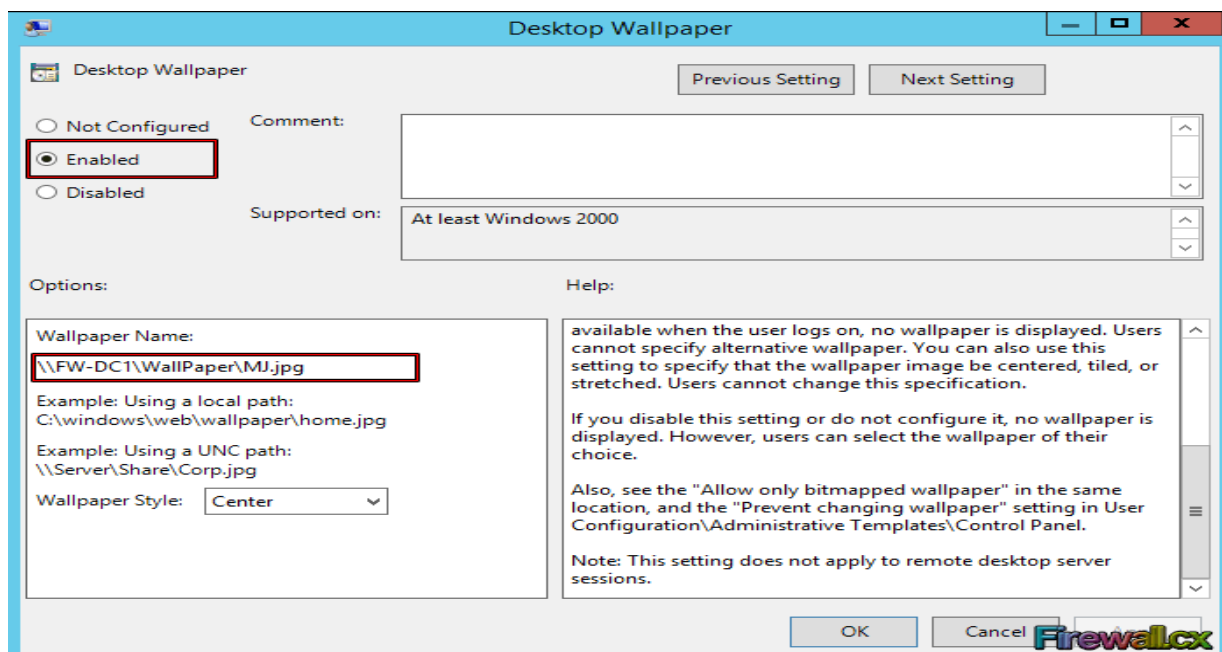 Desktop Wallpaper
Desktop Wallpaper
Previous Setting
Next Setting
Not Configured
Comment:
Enabled
Disabled
Supported on:
At least Windows 2000
Options:
Help:
Wallpaper Name:
\\FW-DC1\WallPaper\MJ.jpg
Example: Using a local path:
C:\windows\web\wallpaper\home.jpg
Example: Using a UNC path:
\\Server\Share\Corp.jpg
Wallpaper Style:
Center
available when the user logs on, no wallpaper is displayed. Users
cannot specify alternative wallpaper. You can also use this
setting to specify that the wallpaper image be centered, tiled, or
stretched. Users cannot change this specification.
If you disable this setting or do not configure it, no wallpaper is
displayed. However, users can select the wallpaper of their
choice.
Also, see the "Allow only bitmapped wallpaper" in the same
location, and the "Prevent changing wallpaper" setting in User
Configuration\Administrative Templates\Control Panel.
Note: This setting does not apply to remote desktop server
sessions.
OK
Cancel
Firewall.cx